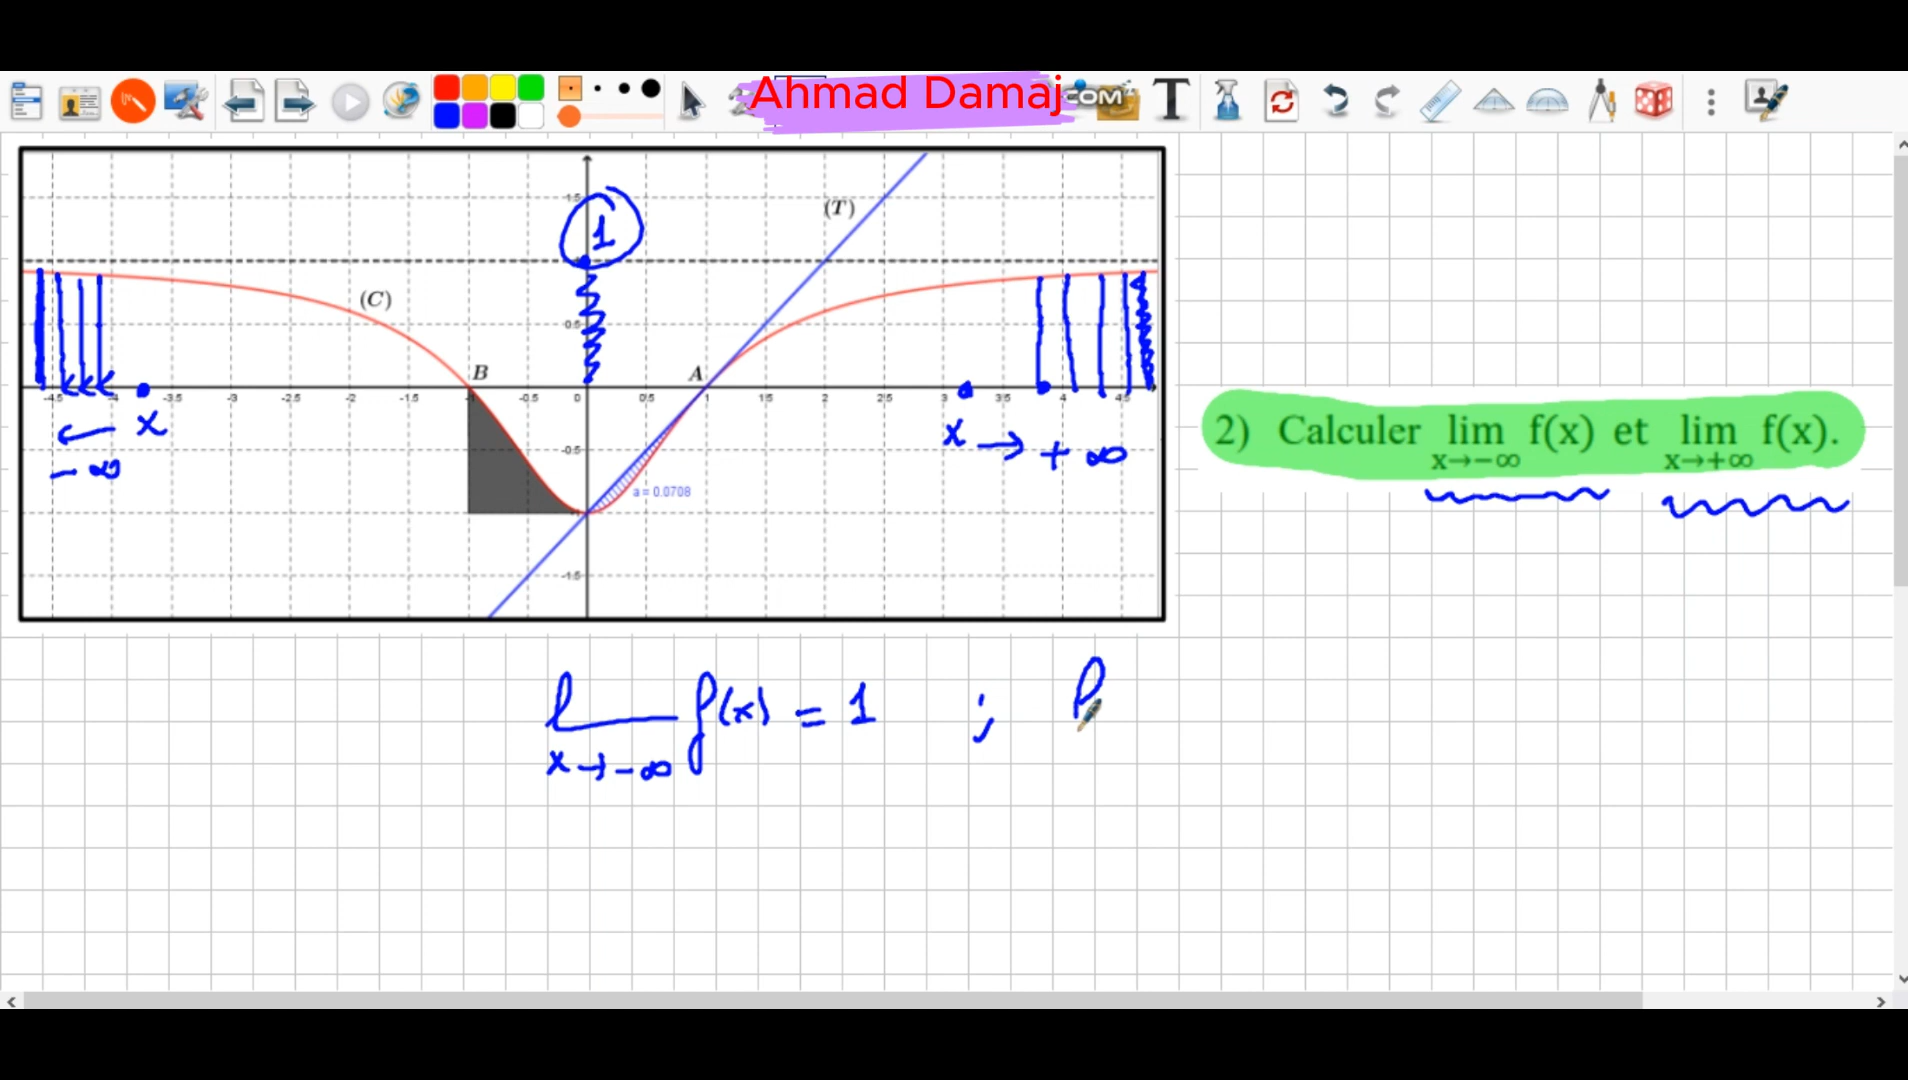 Ahmad Damaj
COM
T
1.5
(T)
1
(C)
0.5
B
A
-4.5 -4 -3.5 -3 -2.5 -2 -1.5 -1 -0.5 0 0.5 1 1.5 2 2.5 3 3.5 4 4.5
x
← -∞
x → + ∞
-0.5
a = 0.0708
-1.5
2) Calculer lim f(x) et lim f(x).
x→-∞ x→+∞
l f(x) = 1 ; l
x→-∞